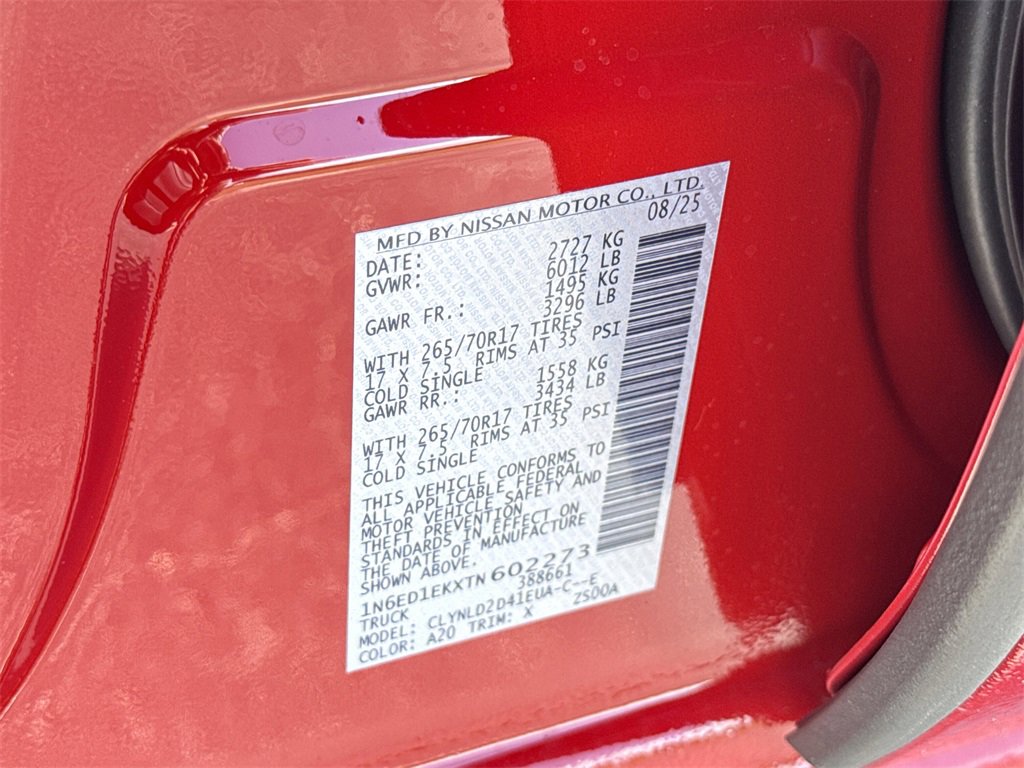 MFD BY NISSAN MOTOR CO., LTD.
DATE: 08/25
GVWR: 2727 KG
6012 LB
GAWR FR.: 1495 KG
3296 LB
WITH 265/70R17 TIRES
17 X 7.5 RIMS AT 35 PSI
COLD SINGLE
GAWR RR.: 1558 KG
3434 LB
WITH 265/70R17 TIRES
17 X 7.5 RIMS AT 35 PSI
COLD SINGLE
THIS VEHICLE CONFORMS TO
ALL APPLICABLE FEDERAL
MOTOR VEHICLE SAFETY AND
THEFT PREVENTION
STANDARDS IN EFFECT ON
THE DATE OF MANUFACTURE
SHOWN ABOVE.
1N6ED1EKXTN602273
TRUCK 388661
MODEL: CLYNLD2D41EUA-C--E
COLOR: A20 TRIM: X ZS00A